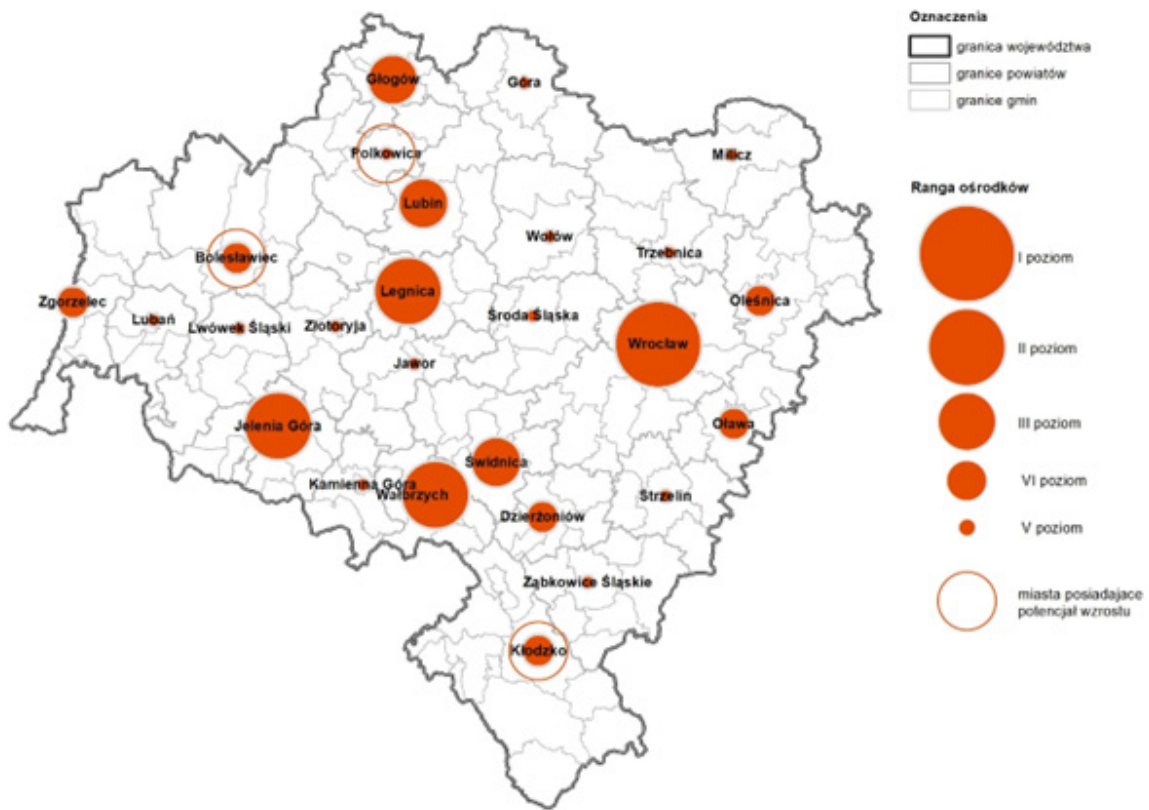 Oznaczenia
granica województwa
granice powiatów
granice gmin
Głogów
Góra
Polkowice
Milicz
Lubin
Wołów
Trzebnica
Bolesławiec
Zgorzelec
Legnica
Oleśnica
Lubań
Lwówek Śląski
Złotoryja
Środa Śląska
Wrocław
Jawor
Jelenia Góra
Oława
Świdnica
Kamienna Góra
Wałbrzych
Strzelin
Dzierżoniów
Ząbkowice Śląskie
Kłodzko
Ranga ośrodków
I poziom
II poziom
III poziom
VI poziom
V poziom
miasta posiadajace
potencjał wzrostu